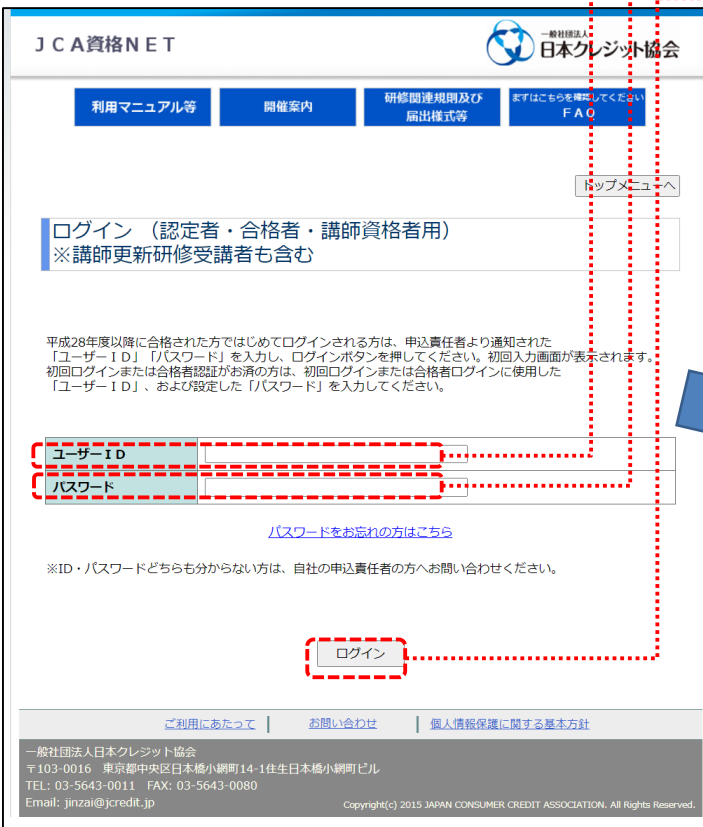 JCA資格NET
一般社団法人
日本クレジット協会
利用マニュアル等
開催案内
研修関連規則及び
届出様式等
まずはこちらを確認してください
FAQ
トップメニューへ
ログイン （認定者・合格者・講師資格者用）
※講師更新研修受講者も含む
平成28年度以降に合格された方ではじめてログインされる方は、申込責任者より通知された
「ユーザーＩＤ」「パスワード」を入力し、ログインボタンを押してください。初回入力画面が表示されます。
初回ログインまたは合格者認証がお済の方は、初回ログインまたは合格者ログインに使用した
「ユーザーＩＤ」、および設定した「パスワード」を入力してください。
ユーザーＩＤ
パスワード
パスワードをお忘れの方はこちら
※ID・パスワードどちらも分からない方は、自社の申込責任者の方へお問い合わせください。
ログイン
ご利用にあたって
お問い合わせ
個人情報保護に関する基本方針
一般社団法人日本クレジット協会
〒103-0016　東京都中央区日本橋小網町14-1住生日本橋小網町ビル
TEL: 03-5643-0011　FAX: 03-5643-0080
Email: jinzai@jcredit.jp
Copyright(c) 2015 JAPAN CONSUMER CREDIT ASSOCIATION. All Rights Reserved.